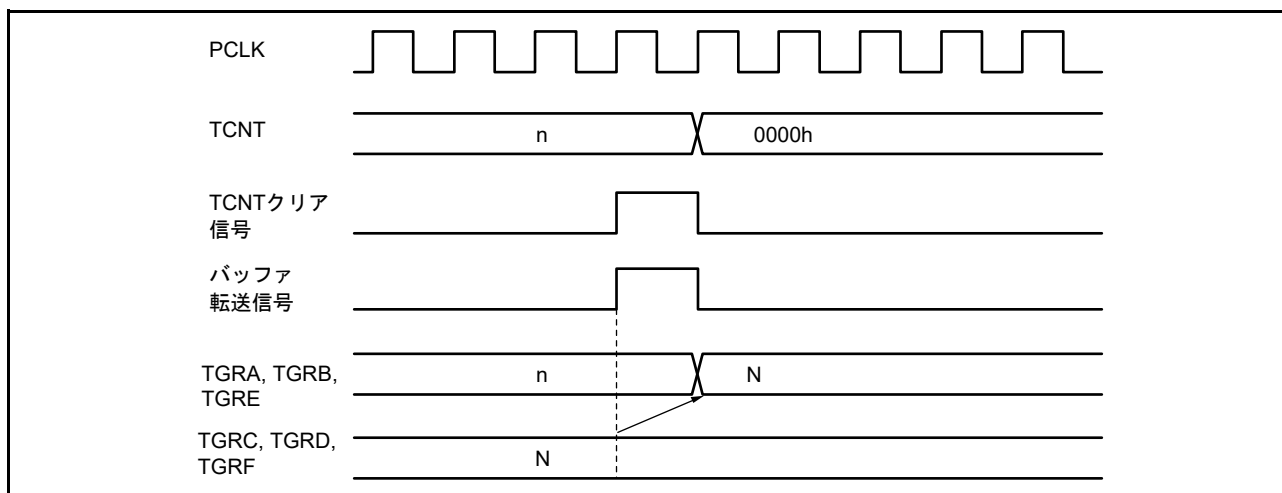 PCLK
TCNT
n
0000h
TCNTクリア
信号
バッファ
転送信号
TGRA, TGRB,
TGRE
n
N
TGRC, TGRD,
TGRF
N